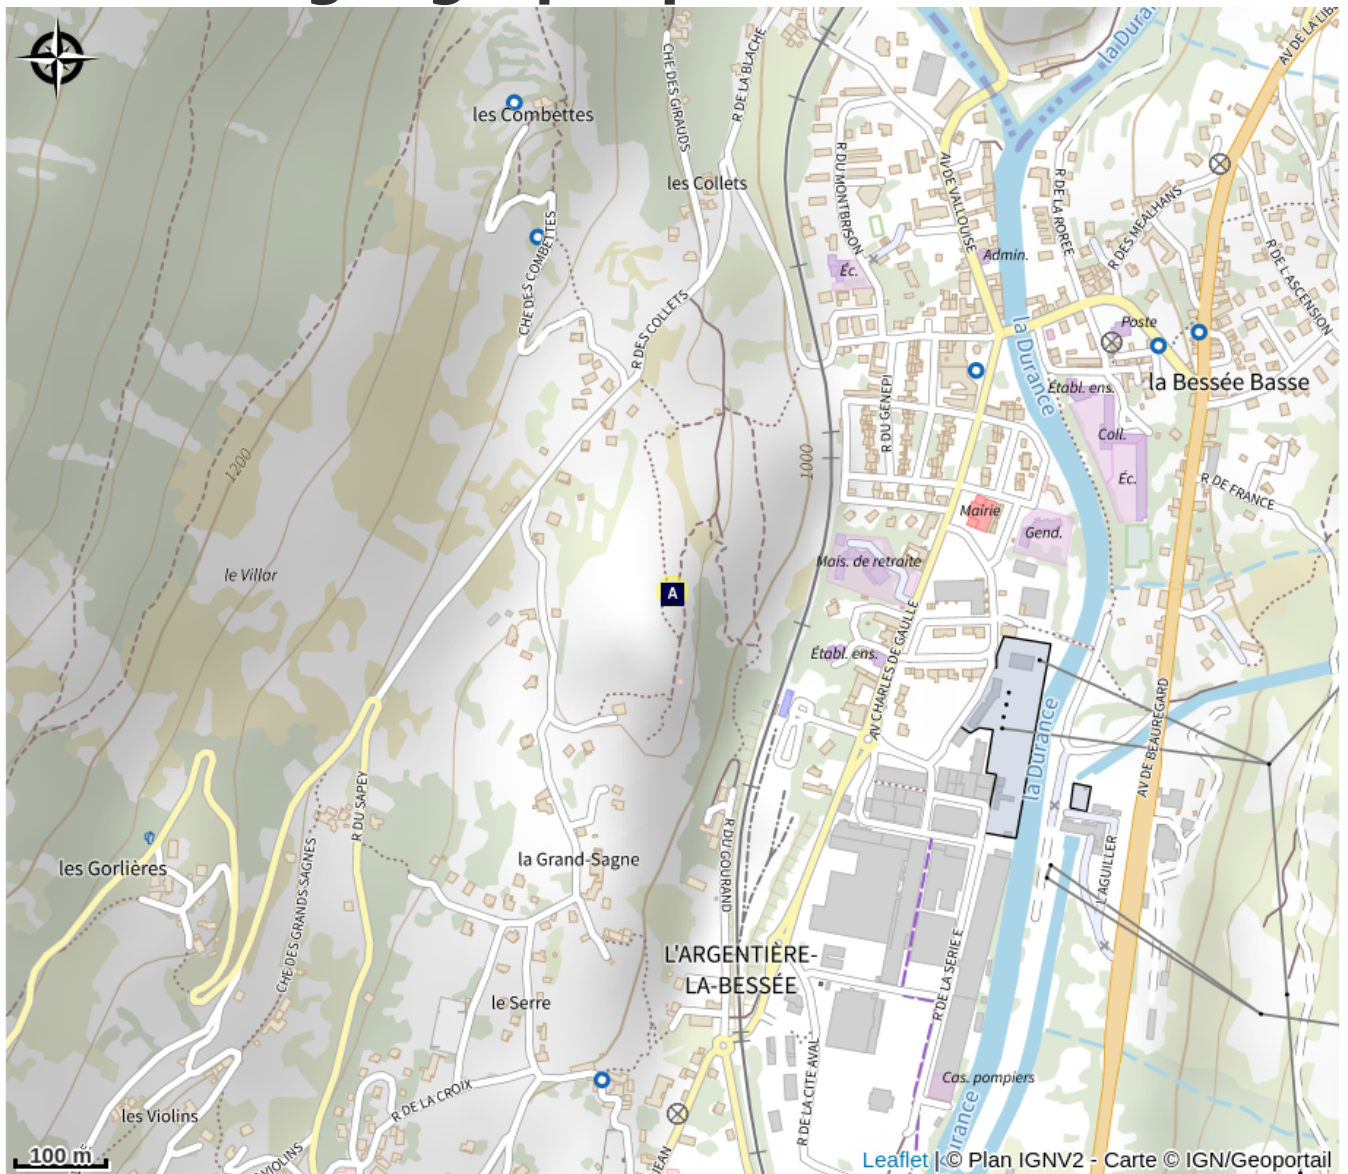 CHE DES GIRAUDS
R DE LA BLACHE
la Durance
les Combettes
les Collets
R DU MONTBRISON
AV DE VALLOUISE
R DE LA ROREE
R DES MEALHANS
R DE L'ASCENSION
Admin.
Éc.
CHE DES COMBETTES
R DES COLLETS
la Durance
Poste
la Bessée Basse
Établ. ens.
R DU GENEPI
Coll.
Éc.
1200
1000
R DE FRANCE
Mairie
Gend.
Mais. de retraite
le Villar
A
AV CHARLES DE GAULLE
Établ. ens.
la Durance
AV DE BEAUREGARD
R DU SAPEY
les Gorlières
la Grand-Sagne
R DU GOURAND
L'AGUILLER
CHE DES GRANDS SAGNES
L'ARGENTIÈRE-
LA-BESSÉE
le Serre
R DE LA SERIE E
R DE LA CITE AVAL
Cas. pompiers
R DE LA CROIX
les Violins
VIOLINS
JEAN
urance
100 m
Leaflet | © Plan IGNV2 - Carte © IGN/Geoportail